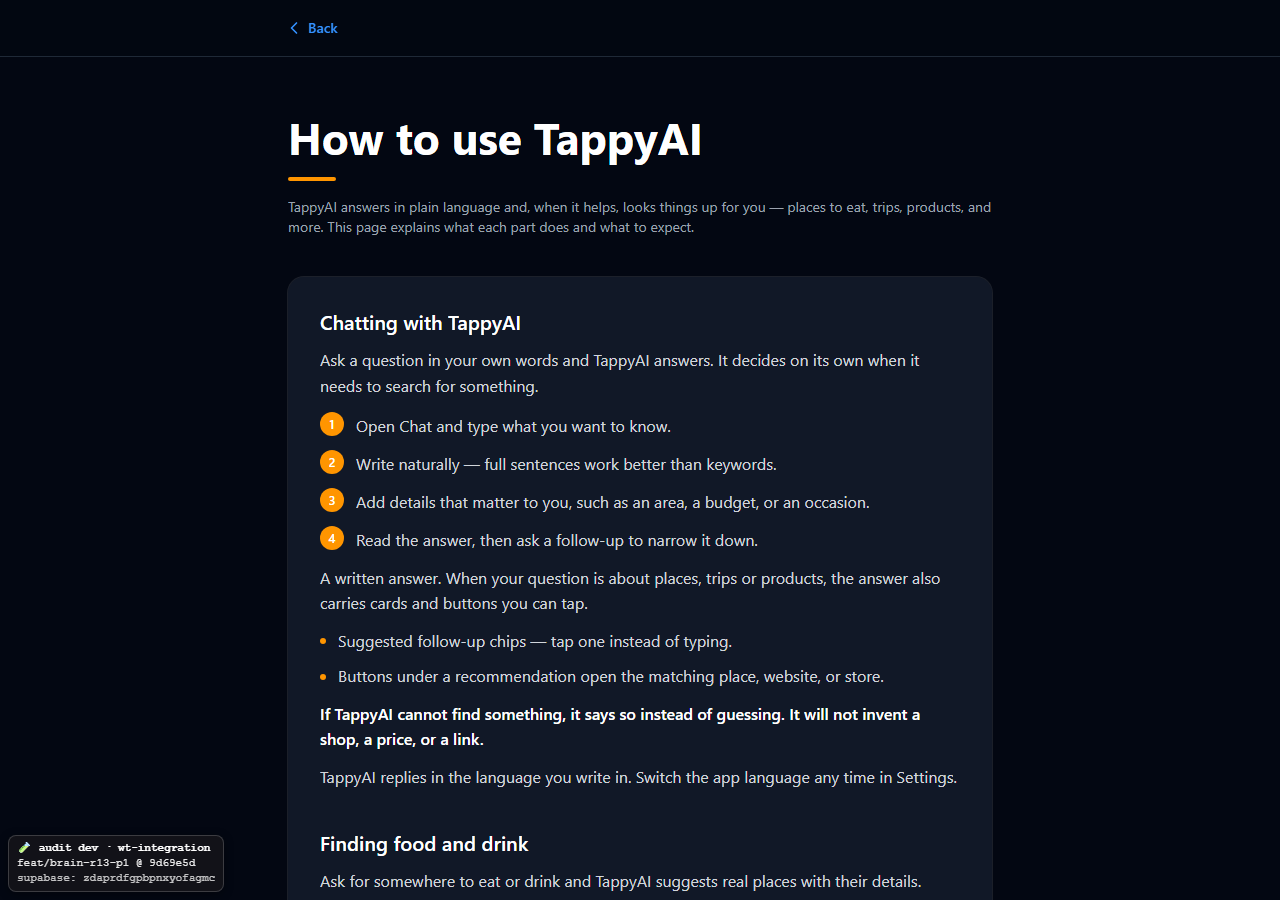 Back
How to use TappyAI
TappyAI answers in plain language and, when it helps, looks things up for you — places to eat, trips, products, and
more. This page explains what each part does and what to expect.
Chatting with TappyAI
Ask a question in your own words and TappyAI answers. It decides on its own when it
needs to search for something.
1 Open Chat and type what you want to know.
2 Write naturally — full sentences work better than keywords.
3 Add details that matter to you, such as an area, a budget, or an occasion.
4 Read the answer, then ask a follow-up to narrow it down.
A written answer. When your question is about places, trips or products, the answer also
carries cards and buttons you can tap.
• Suggested follow-up chips — tap one instead of typing.
• Buttons under a recommendation open the matching place, website, or store.
If TappyAI cannot find something, it says so instead of guessing. It will not invent a
shop, a price, or a link.
TappyAI replies in the language you write in. Switch the app language any time in Settings.
Finding food and drink
Ask for somewhere to eat or drink and TappyAI suggests real places with their details.
audit dev · wt-integration
feat/brain-r13-p1 @ 9d69e5d
supabase: zdaprdfgpbpnxyofagmc